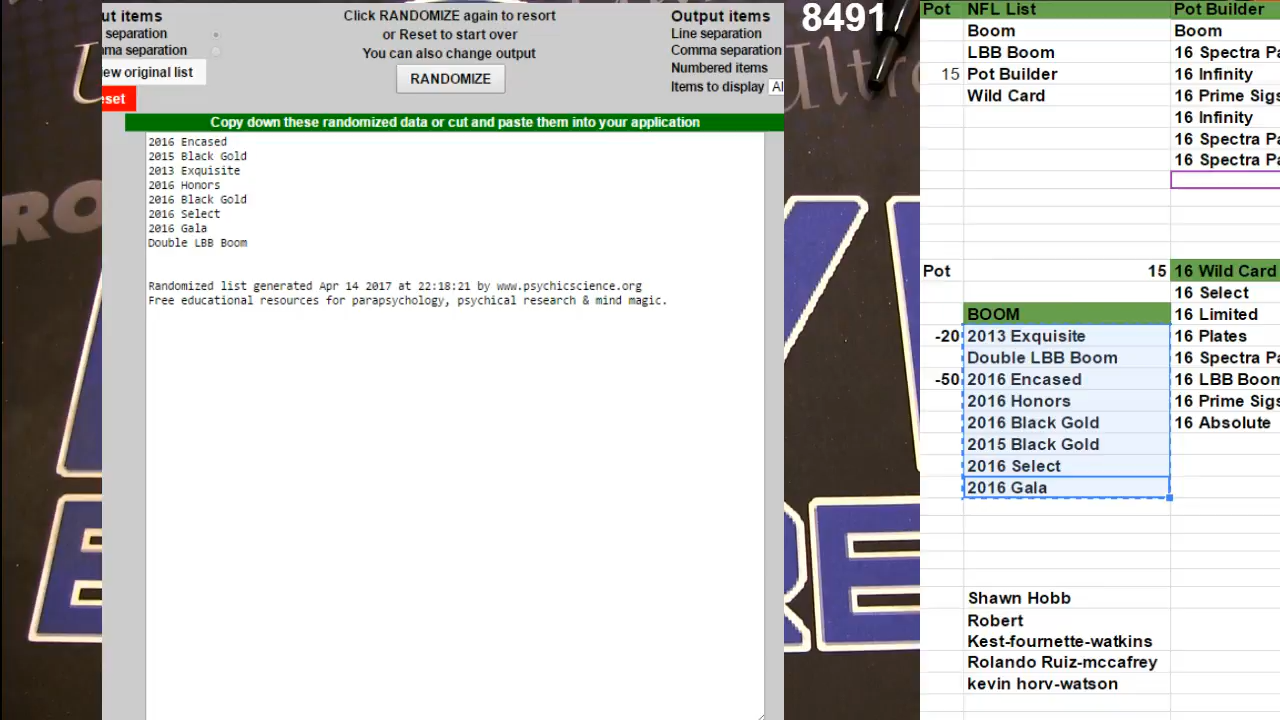 ut items
separation
nma separation
iew original list
set
Click RANDOMIZE again to resort
or Reset to start over
You can also change output
RANDOMIZE
Output items
Line separation
Comma separation
Numbered items
Items to display
8491
Copy down these randomized data or cut and paste them into your application
2016 Encased
2015 Black Gold
2013 Exquisite
2016 Honors
2016 Black Gold
2016 Select
2016 Gala
Double LBB Boom
Randomized list generated Apr 14 2017 at 22:18:21 by www.psychicscience.org
Free educational resources for parapsychology, psychical research & mind magic.
Pot NFL List Pot Builder
Boom Boom
LBB Boom 16 Spectra Pa
15 Pot Builder 16 Infinity
Wild Card 16 Prime Sigs
16 Infinity
16 Spectra Pa
16 Spectra Pa
Pot 15 16 Wild Card
16 Select
BOOM 16 Limited
-20 2013 Exquisite 16 Plates
Double LBB Boom 16 Spectra Pa
-50 2016 Encased 16 LBB Boom
2016 Honors 16 Prime Sigs
2016 Black Gold 16 Absolute
2015 Black Gold
2016 Select
2016 Gala
Shawn Hobb
Robert
Kest-fournette-watkins
Rolando Ruiz-mccafrey
kevin horv-watson